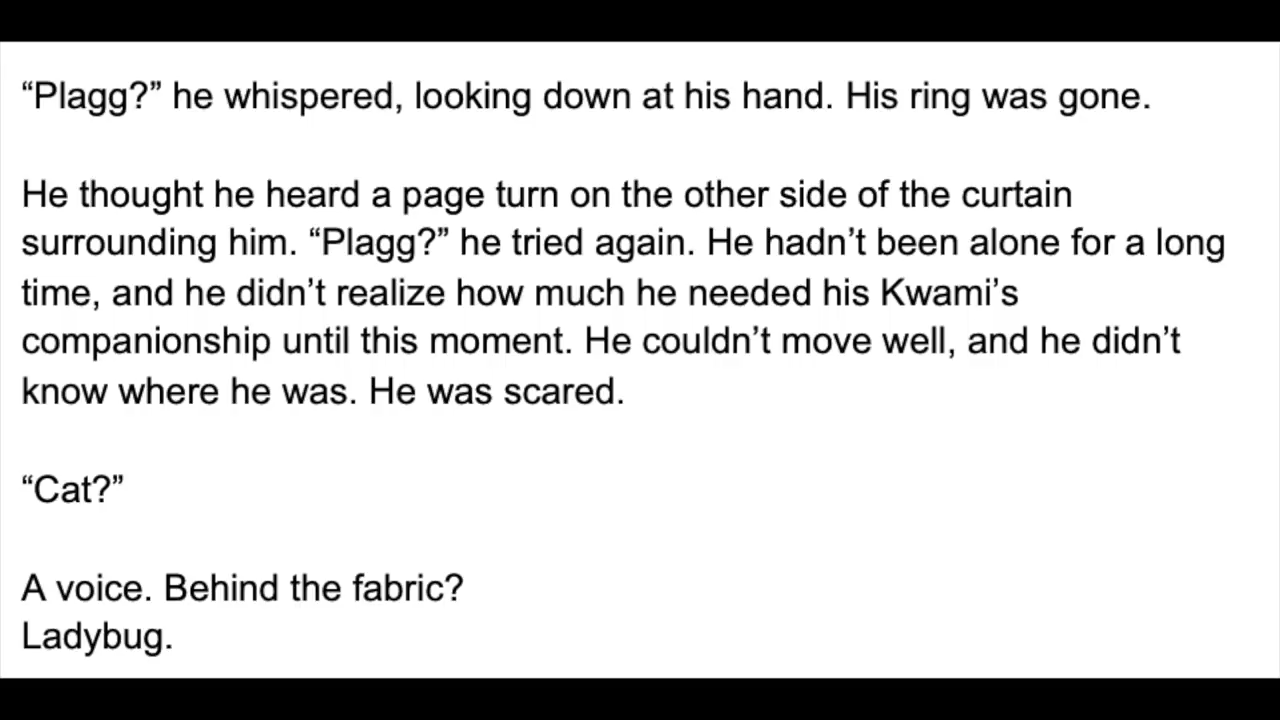 “Plagg?” he whispered, looking down at his hand. His ring was gone.
He thought he heard a page turn on the other side of the curtain
surrounding him. “Plagg?” he tried again. He hadn’t been alone for a long
time, and he didn’t realize how much he needed his Kwami’s
companionship until this moment. He couldn’t move well, and he didn’t
know where he was. He was scared.
“Cat?”
A voice. Behind the fabric?
Ladybug.